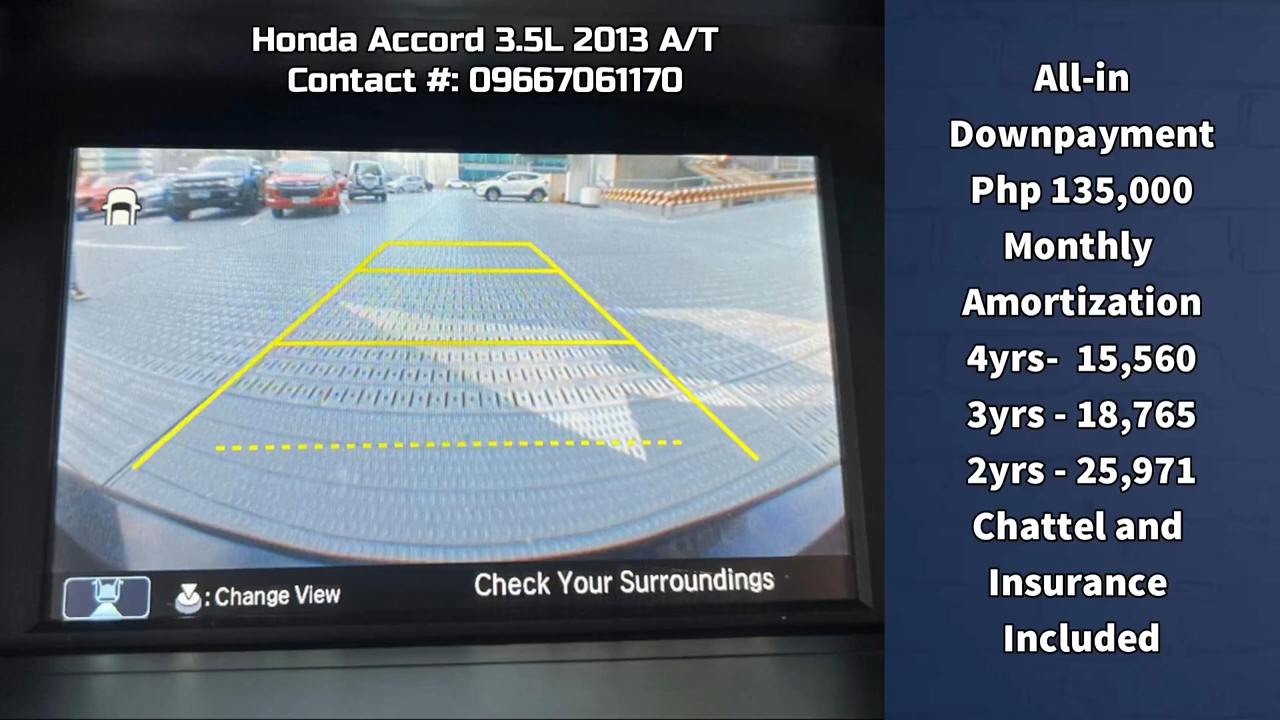 Honda Accord 3.5L 2013 A/T
Contact #: 09667061170
: Change View
Check Your Surroundings
All-in
Downpayment
Php 135,000
Monthly
Amortization
4yrs-  15,560
3yrs - 18,765
2yrs - 25,971
Chattel and
Insurance
Included